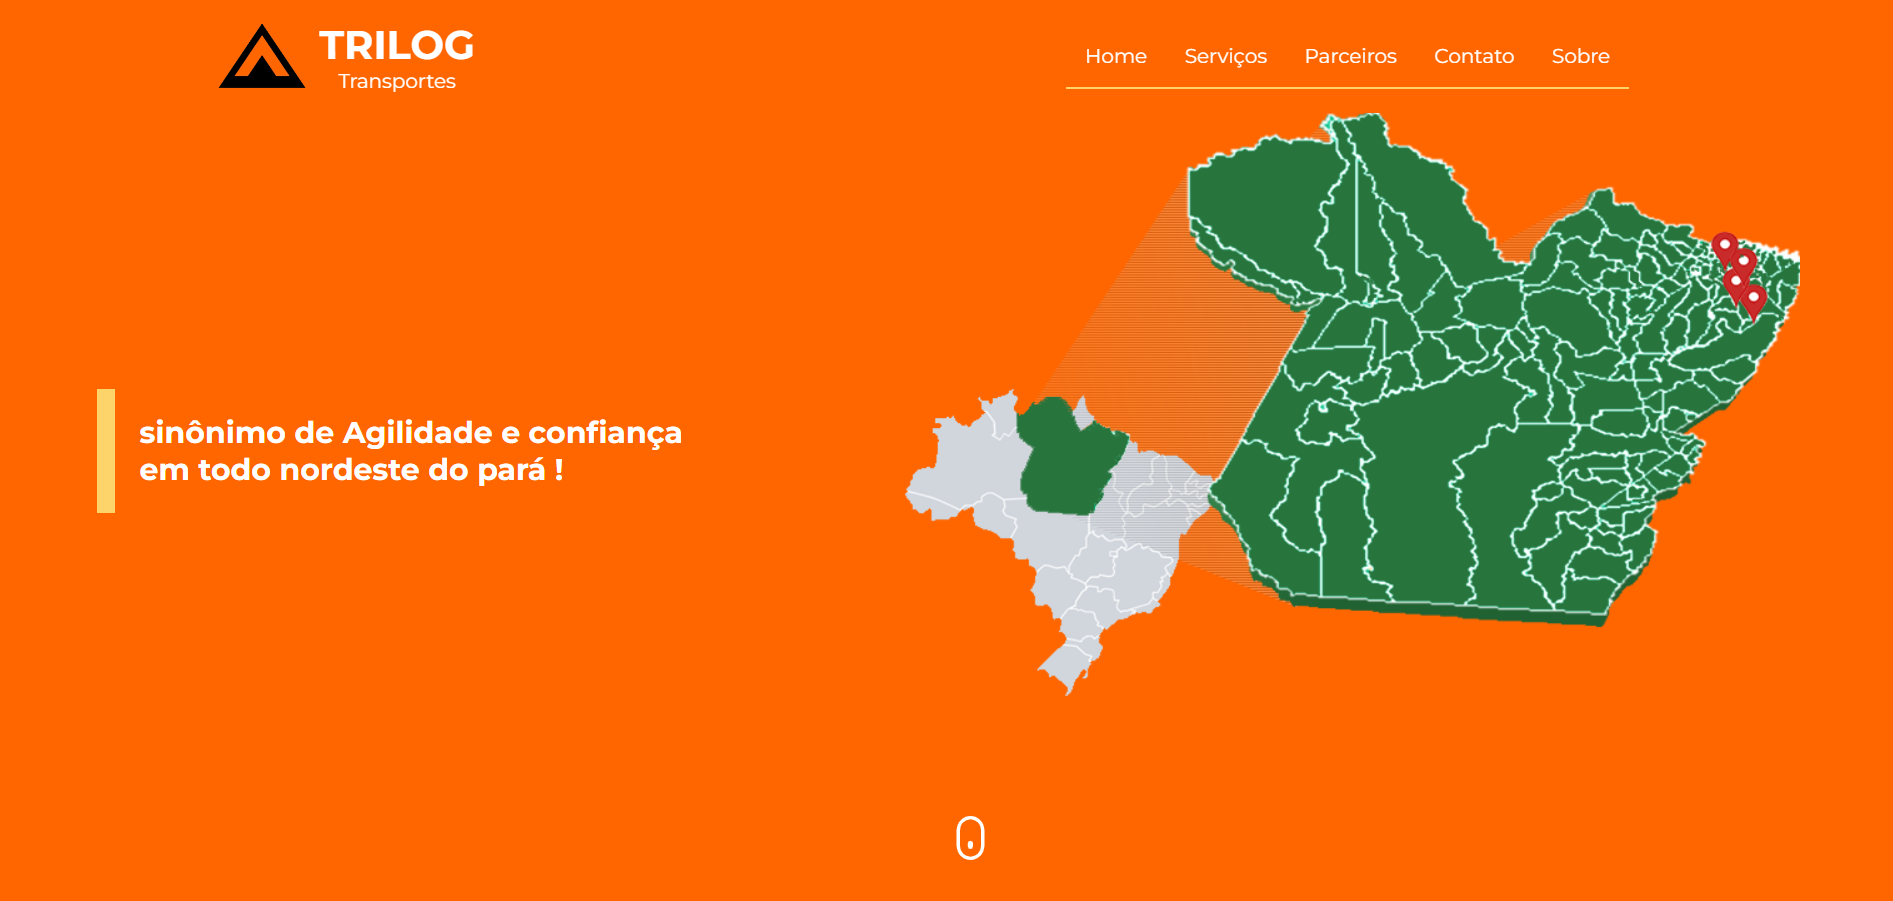 TRILOG
Transportes
Home Serviços Parceiros Contato Sobre
sinônimo de Agilidade e confiança
em todo nordeste do pará !